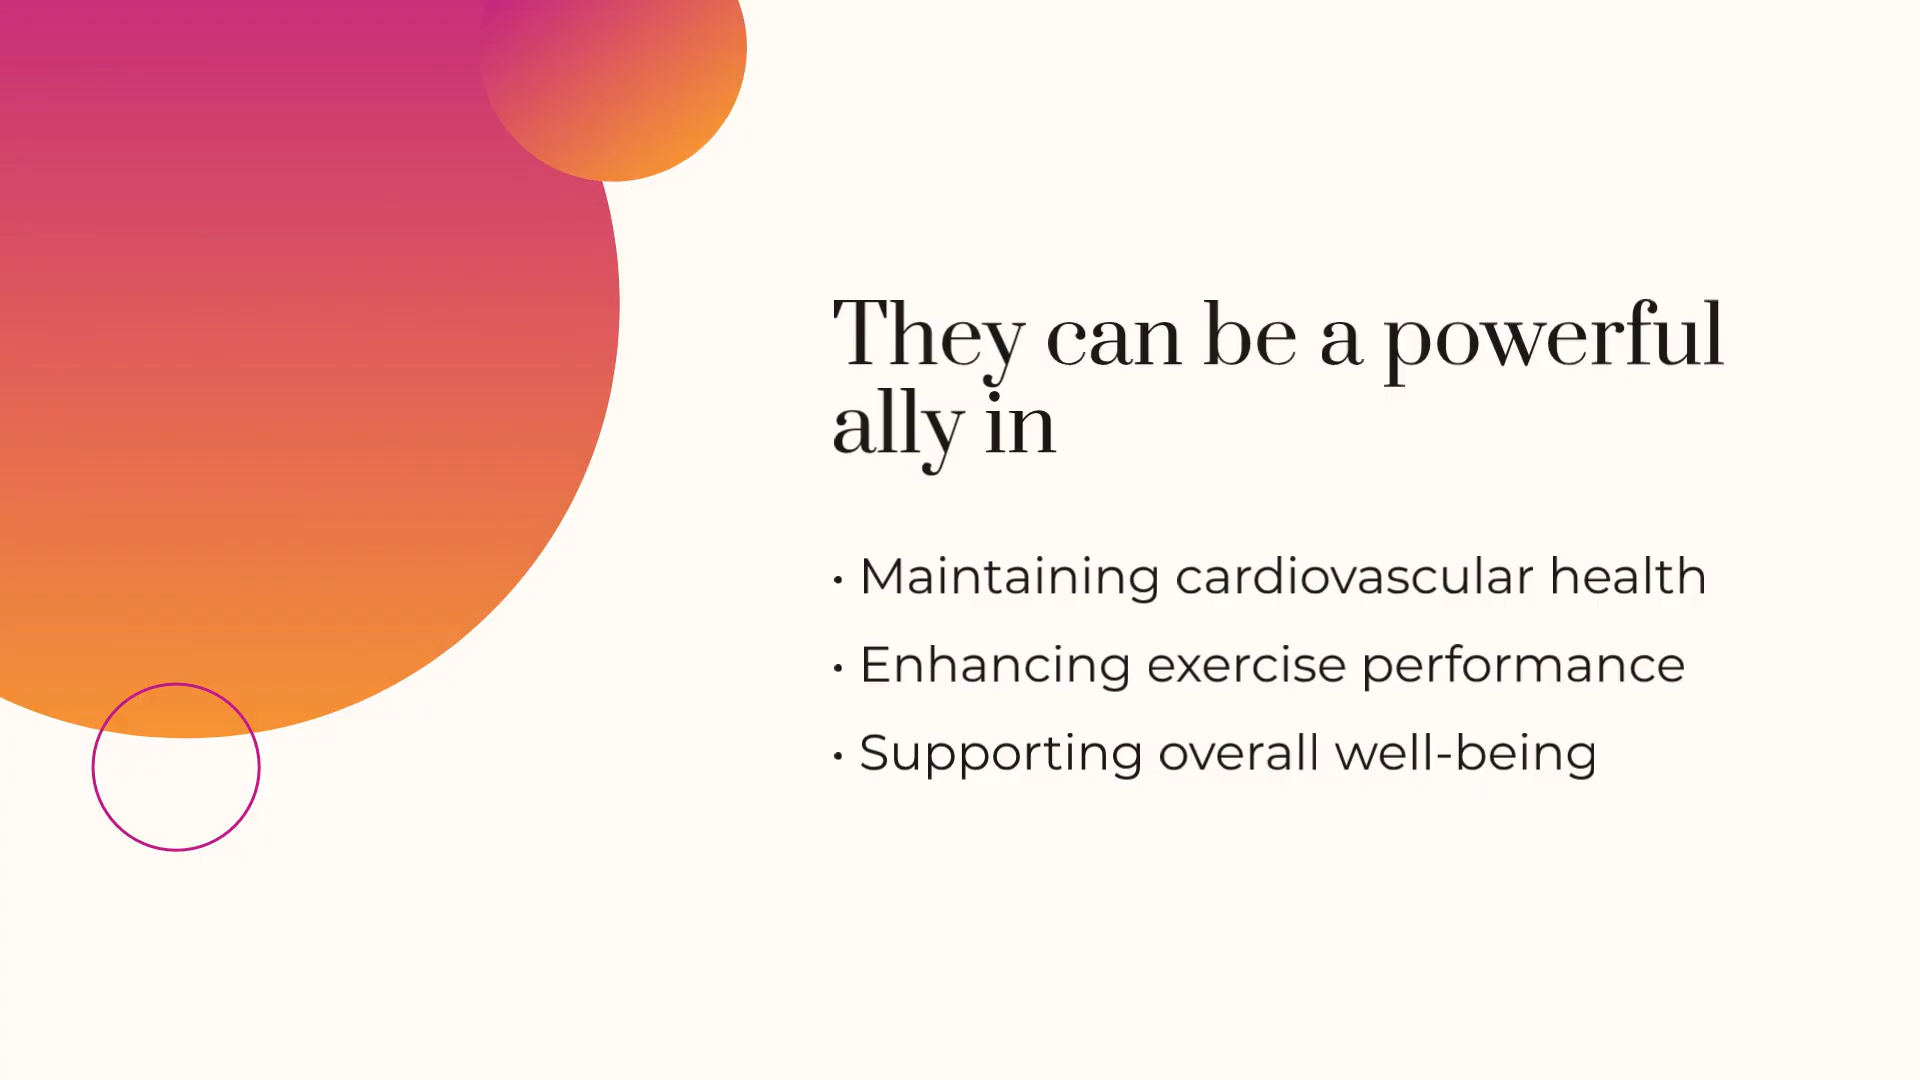 They can be a powerful
ally in
• Maintaining cardiovascular health
• Enhancing exercise performance
• Supporting overall well-being